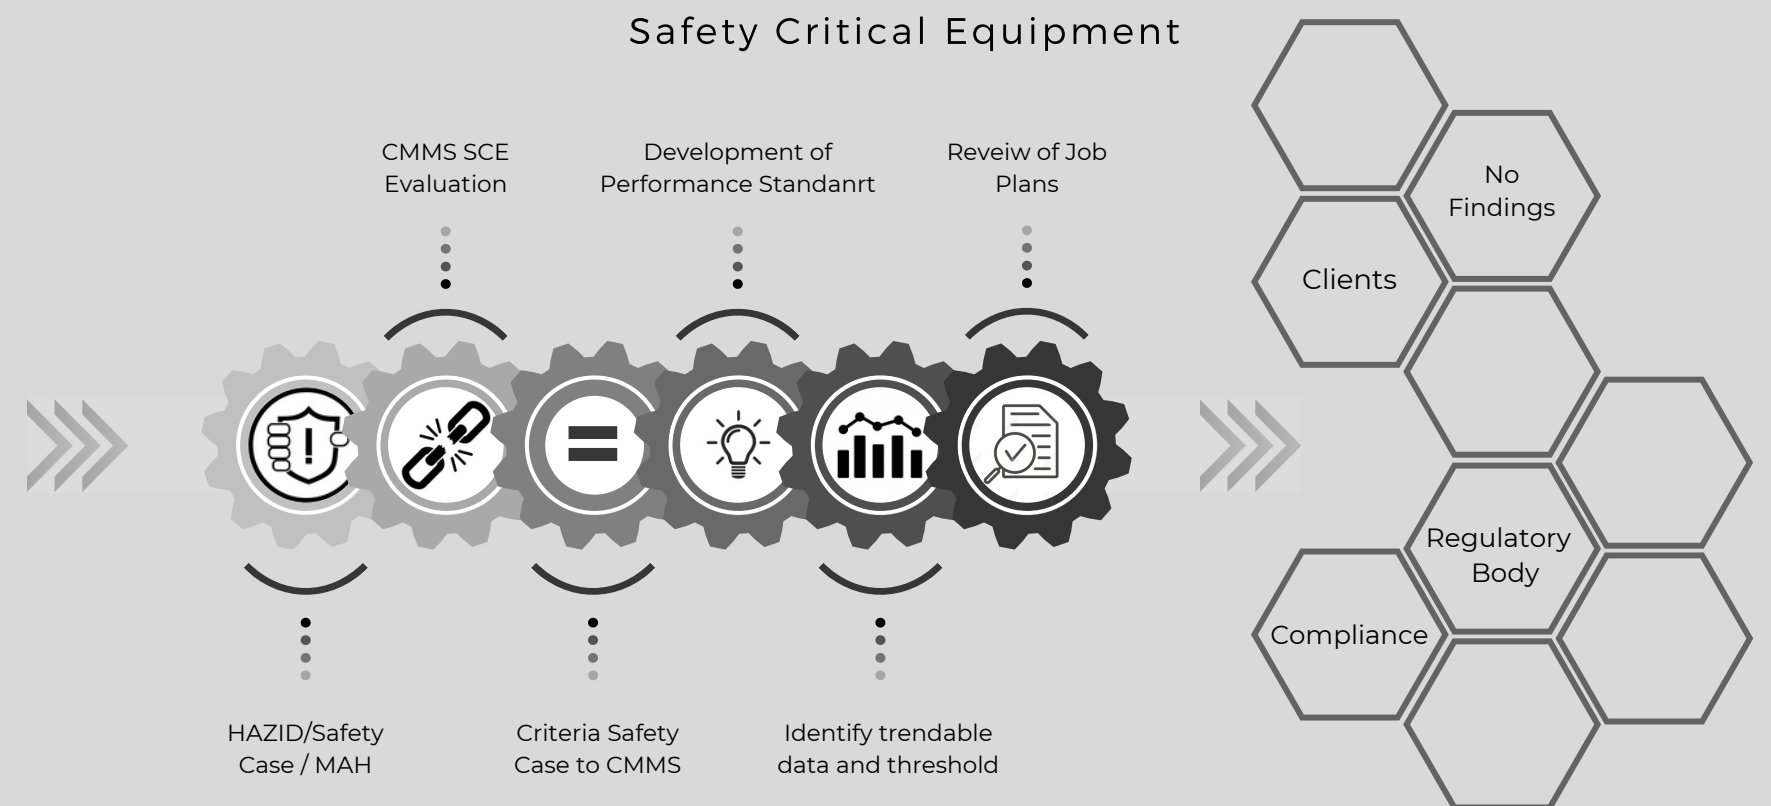 Safety Critical Equipment
CMMS SCE
Evaluation
Development of
Performance Standanrt
Reveiw of Job
Plans
HAZID/Safety
Case / MAH
Criteria Safety
Case to CMMS
Identify trendable
data and threshold
No
Findings
Clients
Regulatory
Body
Compliance